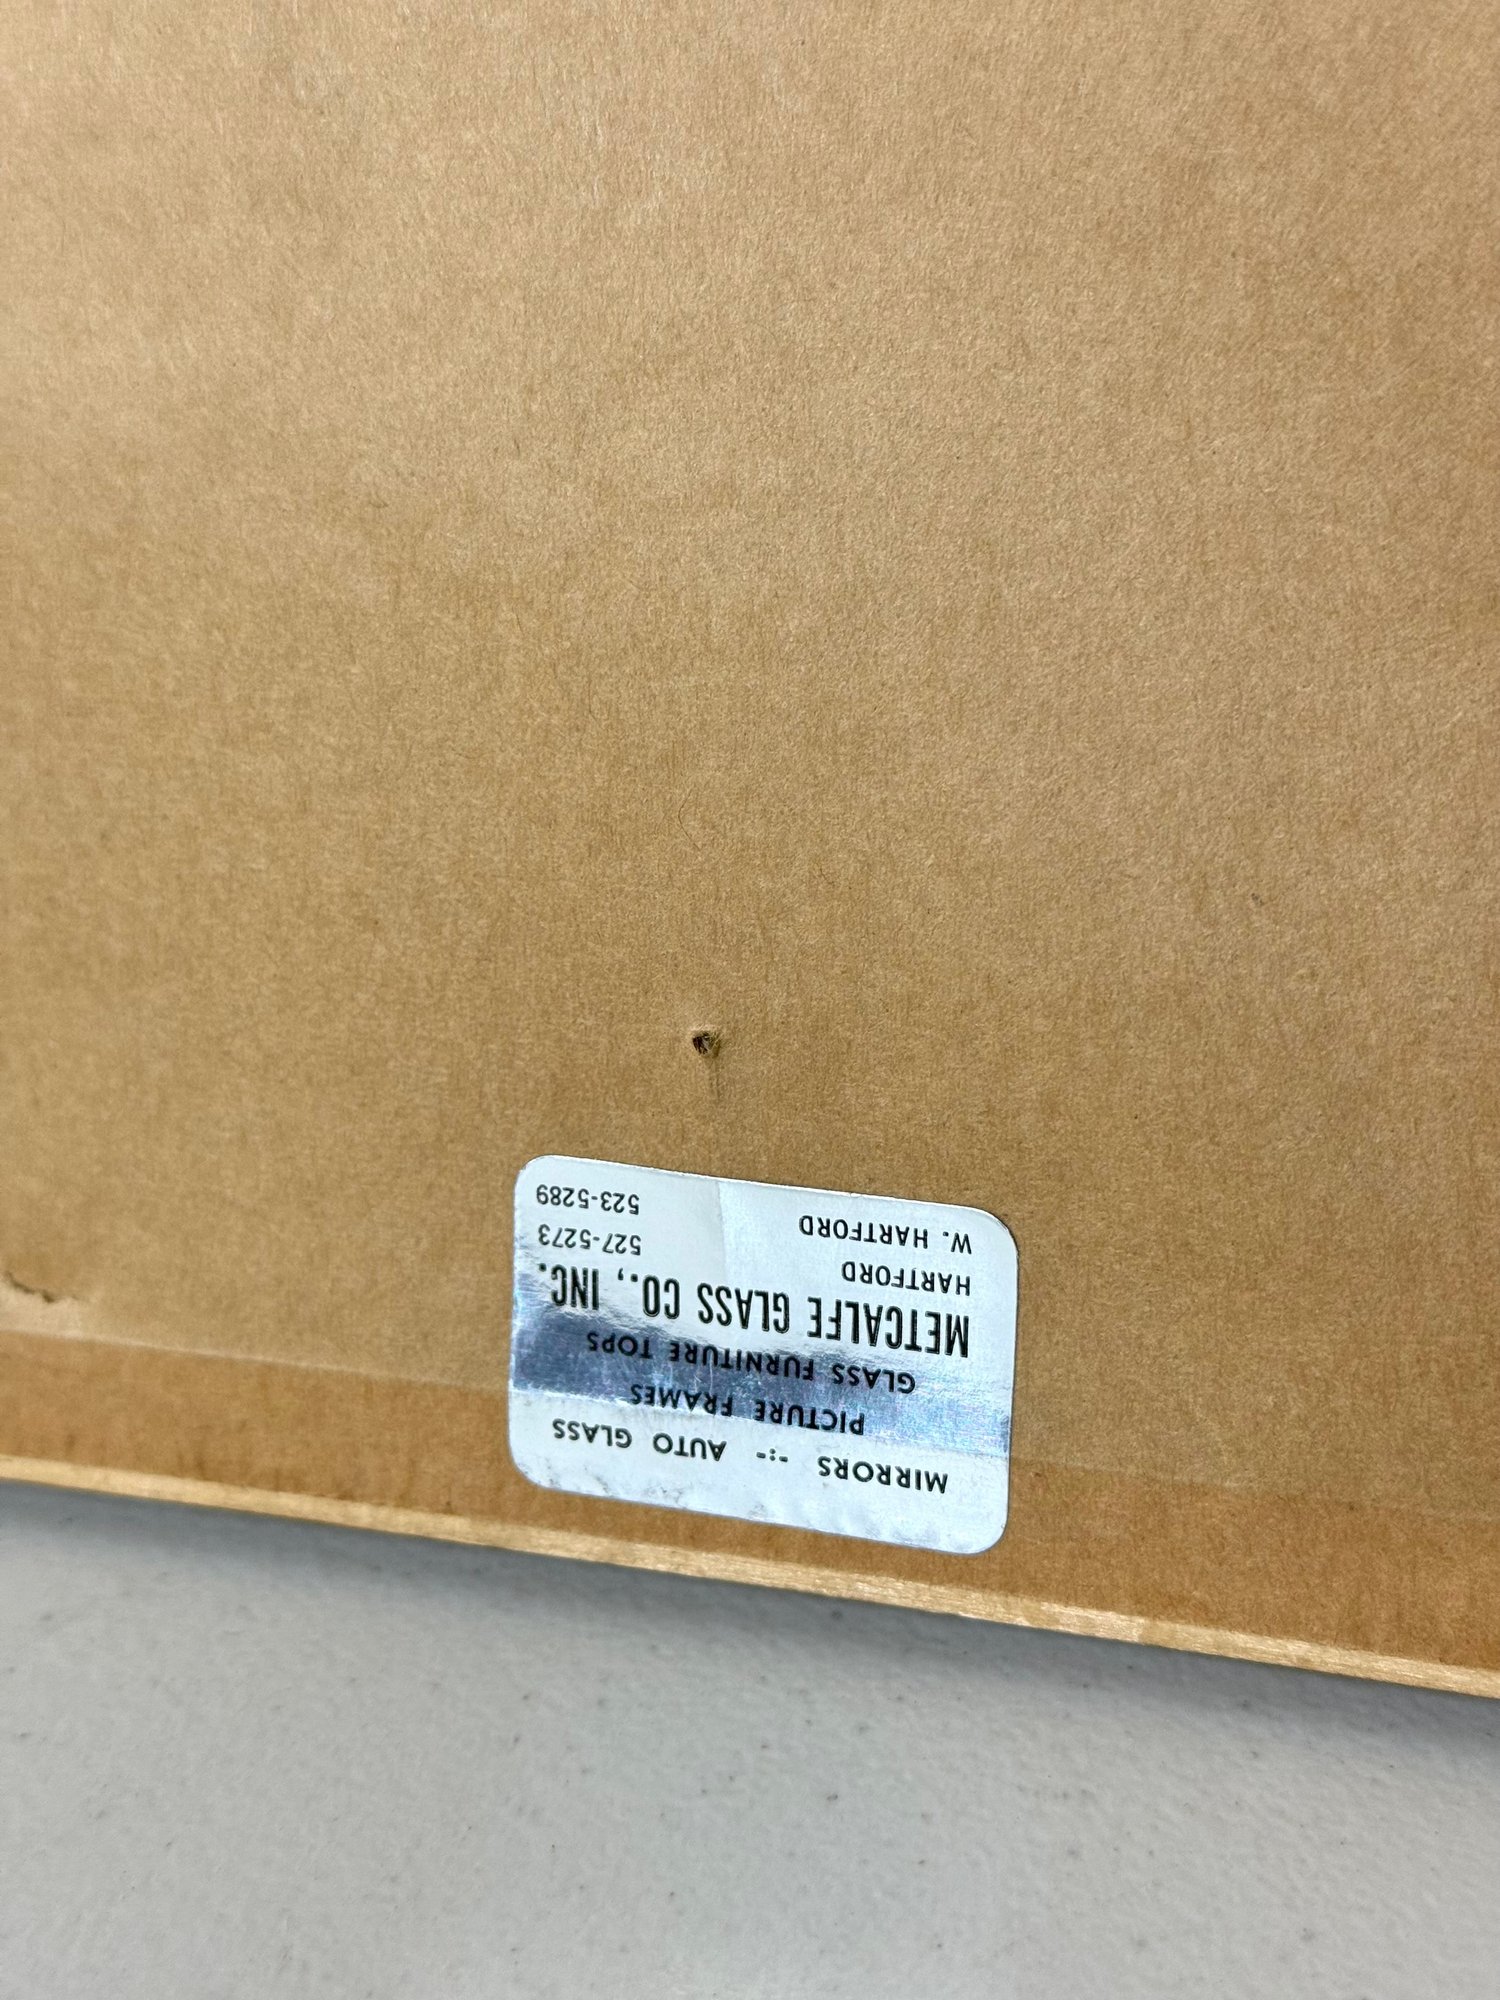 MIRRORS -:- AUTO GLASS
PICTURE FRAMES
GLASS FURNITURE TOPS
METCALFE GLASS CO., INC.
HARTFORD 527-5273
W. HARTFORD 523-5289